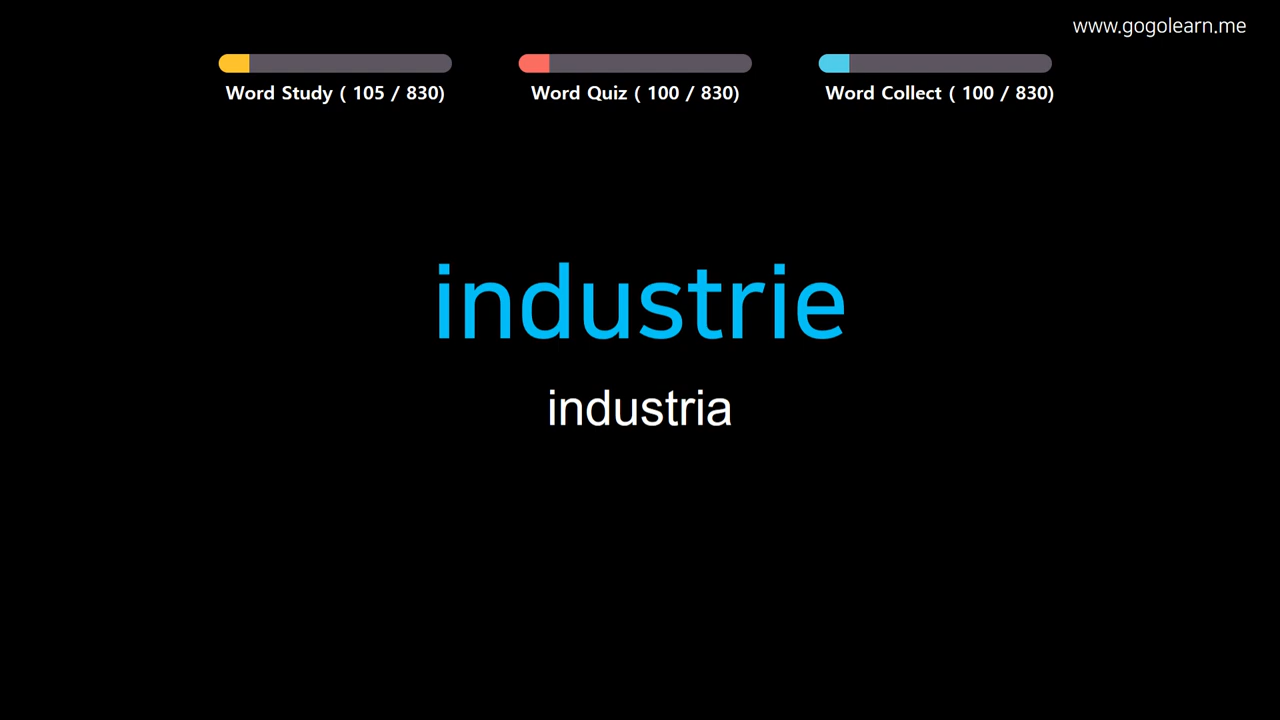 www.gogolearn.me
Word Study ( 105 / 830)
Word Quiz ( 100 / 830)
Word Collect ( 100 / 830)
industrie
industria